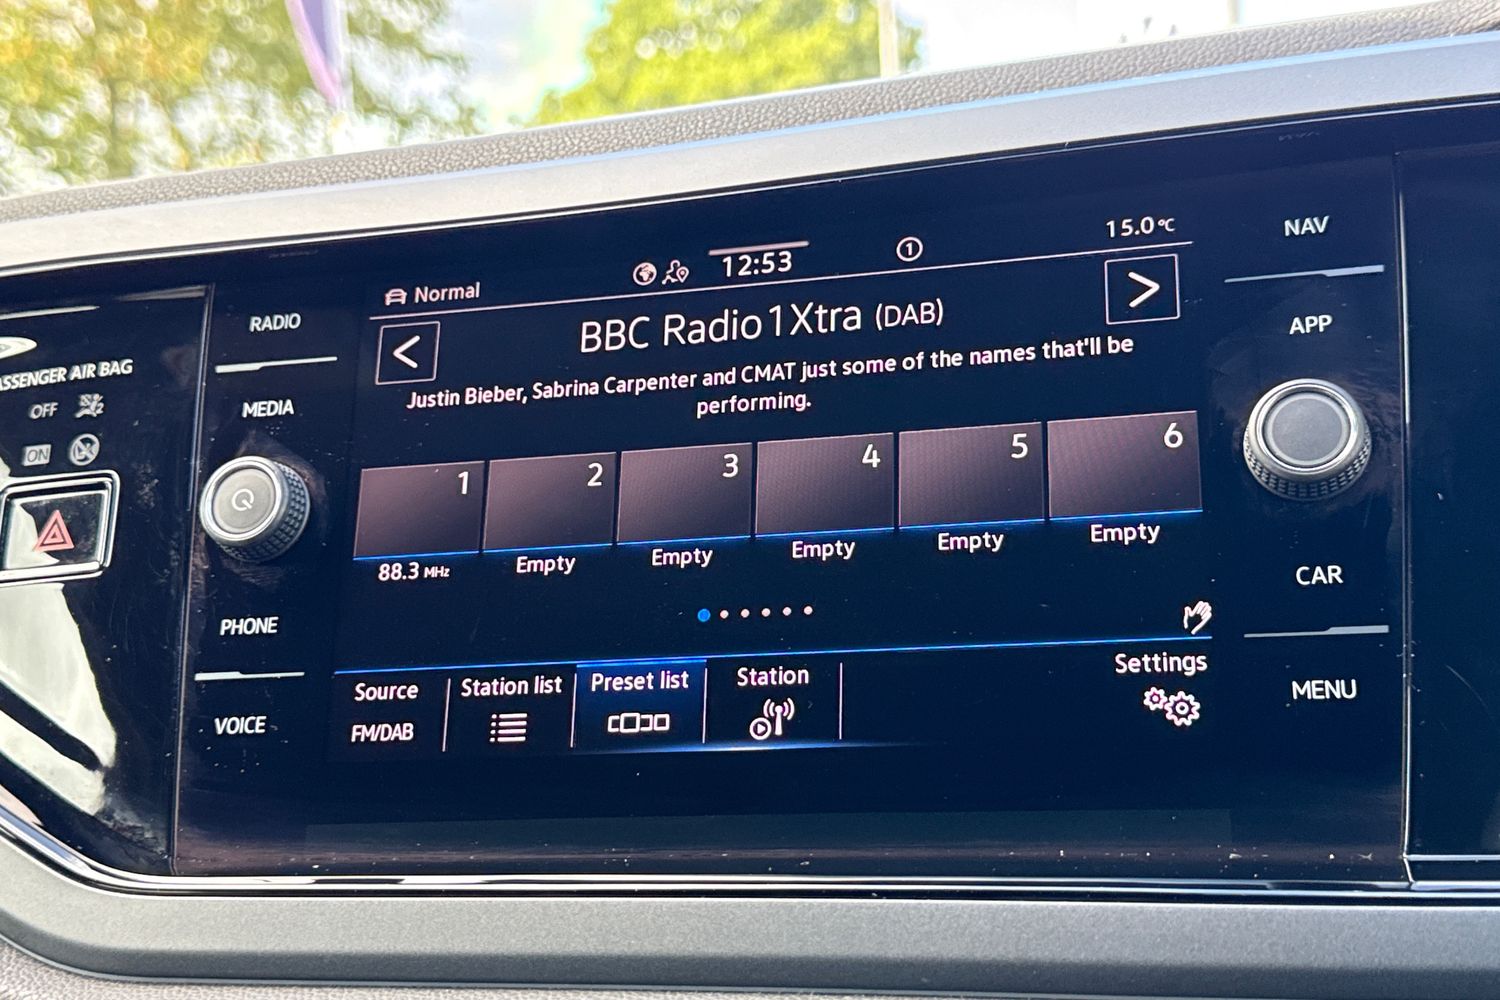 15.0°C
NAV
Normal
12:53
1
RADIO
BBC Radio 1Xtra (DAB)
APP
Justin Bieber, Sabrina Carpenter and CMAT just some of the names that'll be
performing.
ASSENGER AIR BAG
OFF
2
MEDIA
ON
1
2
3
4
5
6
88.3 MHz
Empty
Empty
Empty
Empty
Empty
CAR
PHONE
Source
Station list
Preset list
Station
Settings
MENU
FM/DAB
VOICE